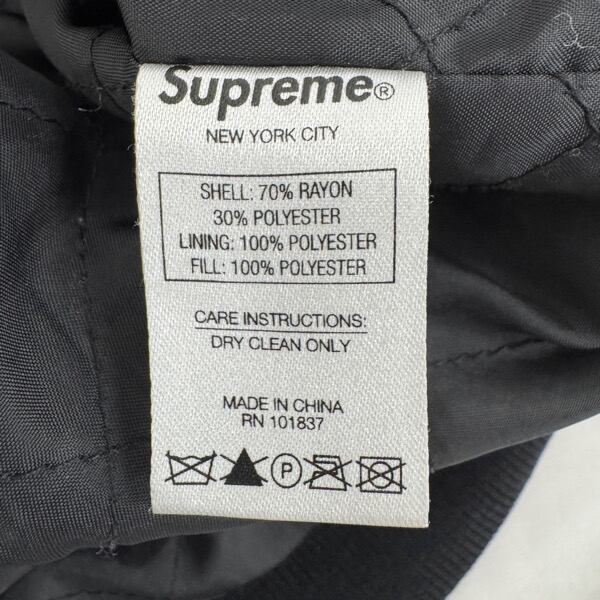 Supreme®
NEW YORK CITY
SHELL: 70% RAYON
30% POLYESTER
LINING: 100% POLYESTER
FILL: 100% POLYESTER
CARE INSTRUCTIONS:
DRY CLEAN ONLY
MADE IN CHINA
RN 101837
P